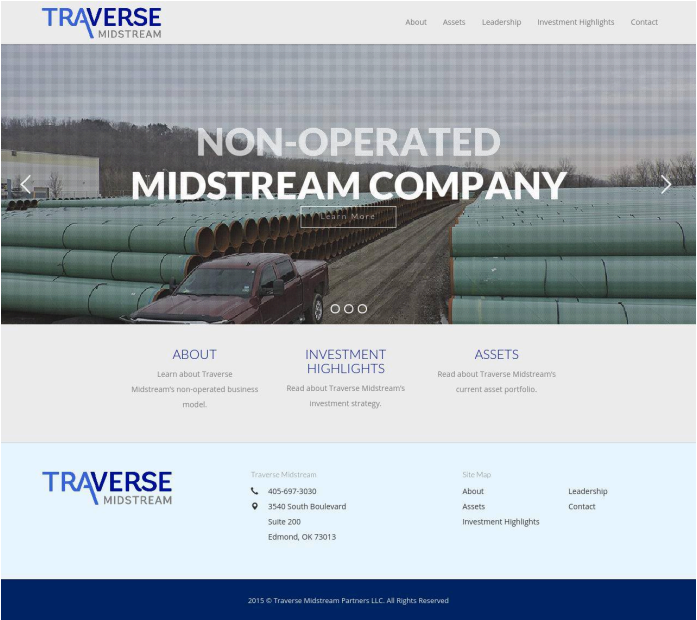 TRAVERSE
MIDSTREAM
About Assets Leadership Investment Highlights Contact
NON-OPERATED
MIDSTREAM COMPANY
Learn More
ABOUT
Learn about Traverse
Midstream's non-operated business
model.
INVESTMENT
HIGHLIGHTS
Read about Traverse Midstream's
investment strategy.
ASSETS
Read about Traverse Midstream's
current asset portfolio.
TRAVERSE
MIDSTREAM
Traverse Midstream
405-697-3030
3540 South Boulevard
Suite 200
Edmond, OK 73013
Site Map
About Leadership
Assets Contact
Investment Highlights
2015 © Traverse Midstream Partners LLC. All Rights Reserved